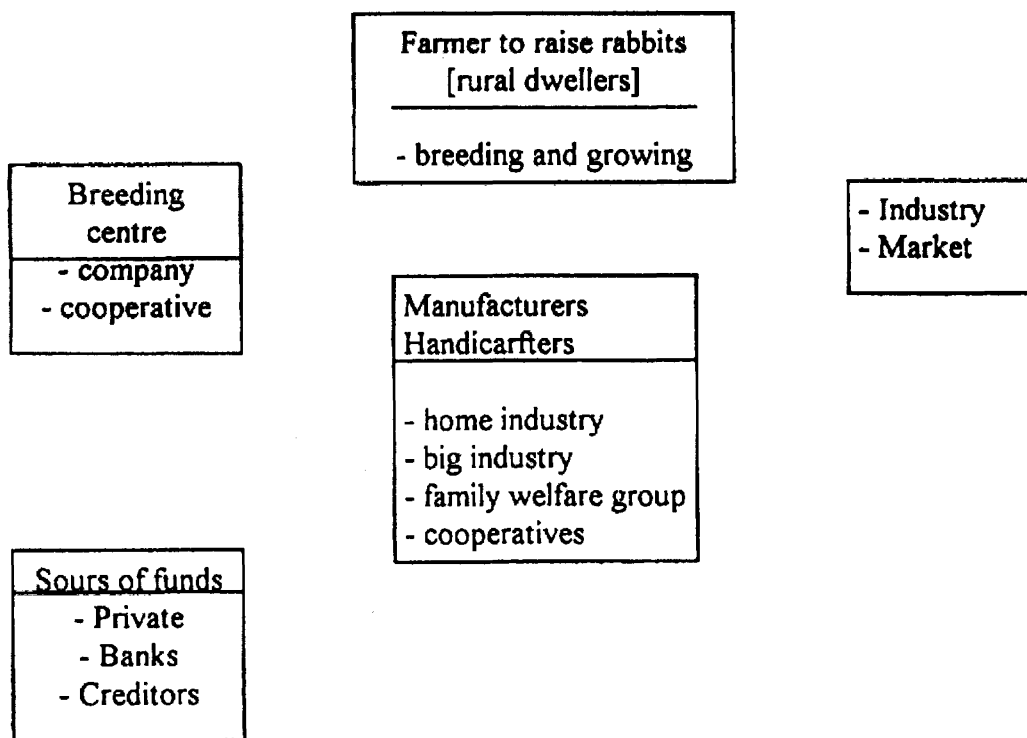 Farmer to raise rabbits
[rural dwellers]
- breeding and growing
Breeding
centre
- company
- cooperative
- Industry
- Market
Manufacturers
Handicarfters
- home industry
- big industry
- family welfare group
- cooperatives
Sours of funds
- Private
- Banks
- Creditors